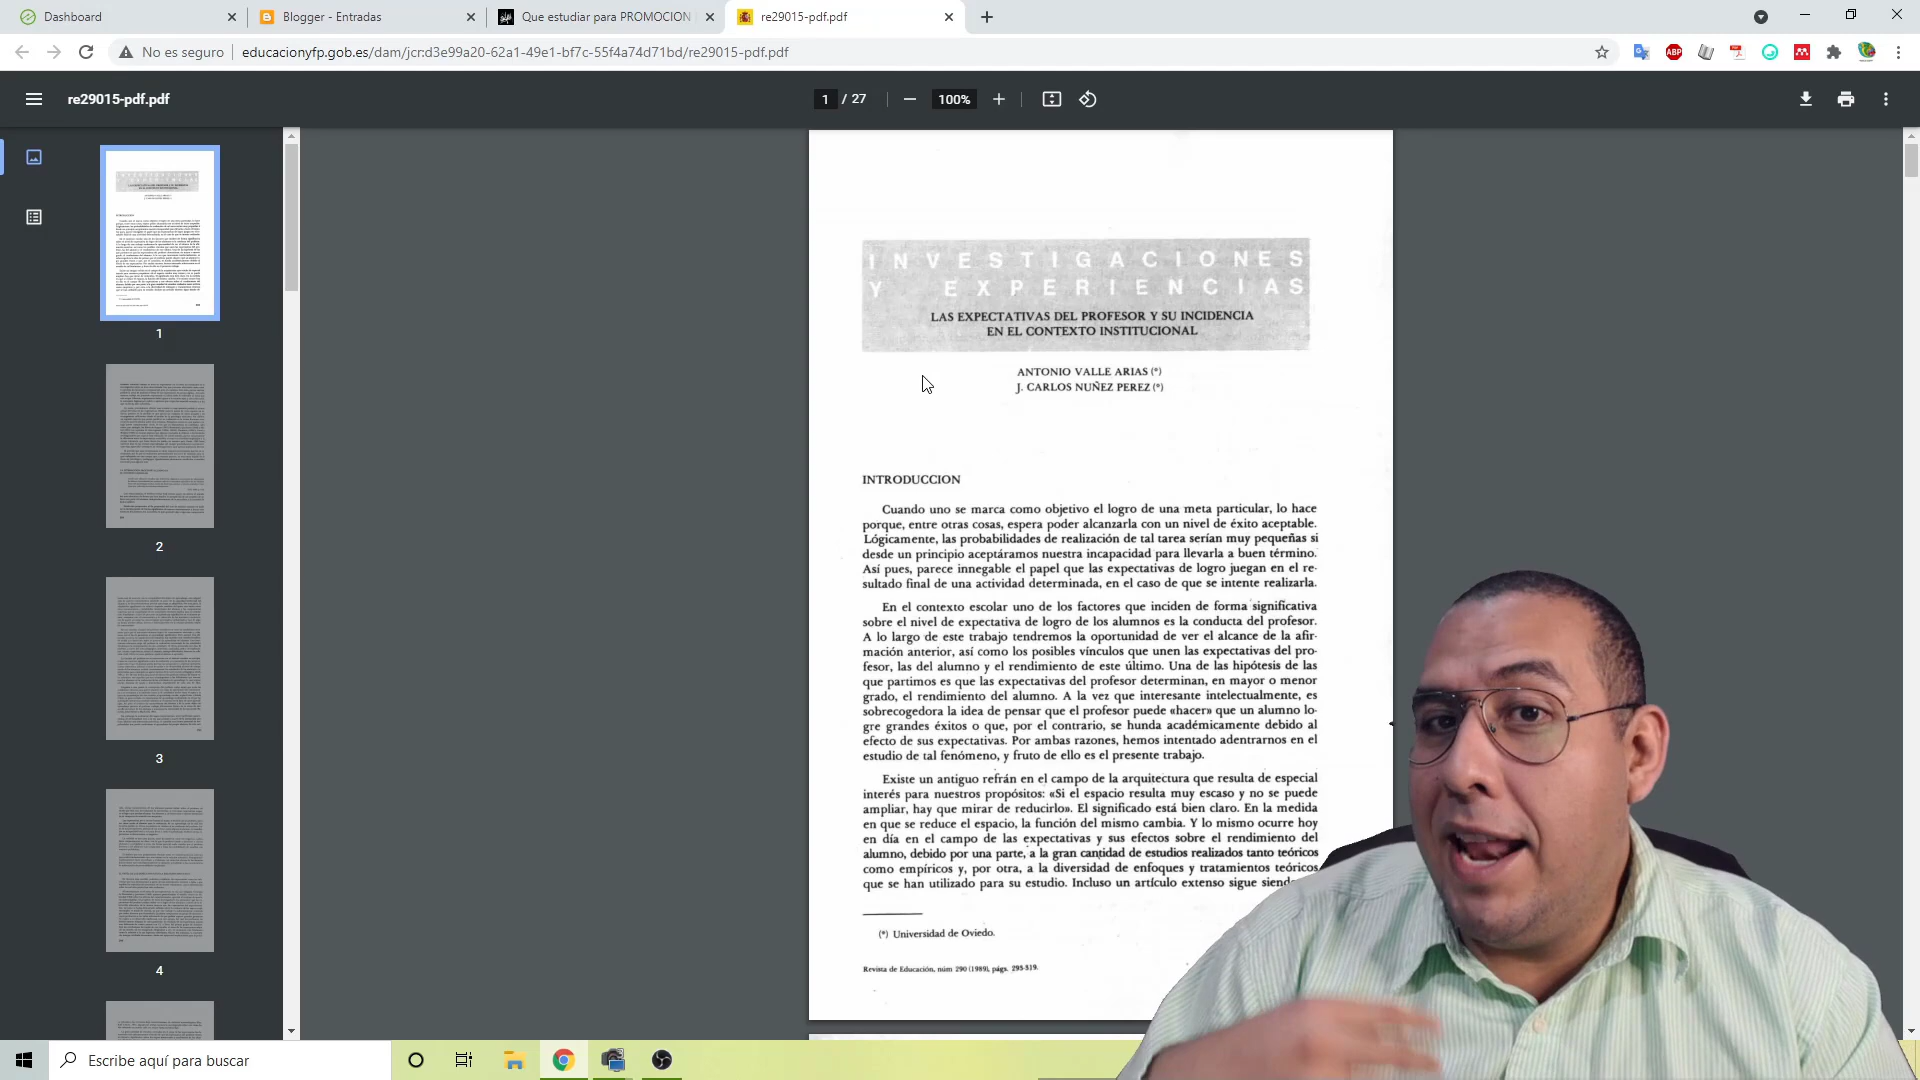 Dashboard
Blogger - Entradas
Que estudiar para PROMOCION
re29015-pdf.pdf
No es seguro
educacionyfp.gob.es/dam/jcr:d3e99a20-62a1-49e1-bf7c-55f4a74d71bd/re29015-pdf.pdf
ABP
re29015-pdf.pdf
1 / 27
100%
1
2
3
4
INVESTIGACIONES
Y EXPERIENCIAS
LAS EXPECTATIVAS DEL PROFESOR Y SU INCIDENCIA
EN EL CONTEXTO INSTITUCIONAL
ANTONIO VALLE ARIAS (*)
J. CARLOS NUÑEZ PEREZ (*)
INTRODUCCION
Cuando uno se marca como objetivo el logro de una meta particular, lo hace
porque, entre otras cosas, espera poder alcanzarla con un nivel de éxito aceptable.
Lógicamente, las probabilidades de realización de tal tarea serían muy pequeñas si
desde un principio aceptáramos nuestra incapacidad para llevarla a buen término.
Así pues, parece innegable el papel que las expectativas de logro juegan en el re-
sultado final de una actividad determinada, en el caso de que se intente realizarla.
En el contexto escolar uno de los factores que inciden de forma significativa
sobre el nivel de expectativa de logro de los alumnos es la conducta del profesor.
A lo largo de este trabajo tendremos la oportunidad de ver el alcance de la afir-
mación anterior, así como los posibles vínculos que unen las expectativas del pro-
fesor, las del alumno y el rendimiento de este último. Una de las hipótesis de las
que partimos es que las expectativas del profesor determinan, en mayor o menor
grado, el rendimiento del alumno. A la vez que interesante intelectualmente, es
sobrecogedora la idea de pensar que el profesor puede «hacer» que un alumno lo-
gre grandes éxitos o que, por el contrario, se hunda académicamente debido al
efecto de sus expectativas. Por ambas razones, hemos intentado adentrarnos en el
estudio de tal fenómeno, y fruto de ello es el presente trabajo.
Existe un antiguo refrán en el campo de la arquitectura que resulta de especial
interés para nuestros propósitos: «Si el espacio resulta muy escaso y no se puede
ampliar, hay que mirar de reducirlo». El significado está bien claro. En la medida
en que se reduce el espacio, la función del mismo cambia. Y lo mismo ocurre hoy
en día en el campo de las expectativas y sus efectos sobre el rendimiento del
alumno, debido por una parte, a la gran cantidad de estudios realizados tanto teóricos
como empíricos y, por otra, a la diversidad de enfoques y tratamientos teóricos
que se han utilizado para su estudio. Incluso un artículo extenso sigue
(*) Universidad de Oviedo.
Revista de Educación, núm 290 (1989), págs. 293-319.
Escribe aquí para buscar